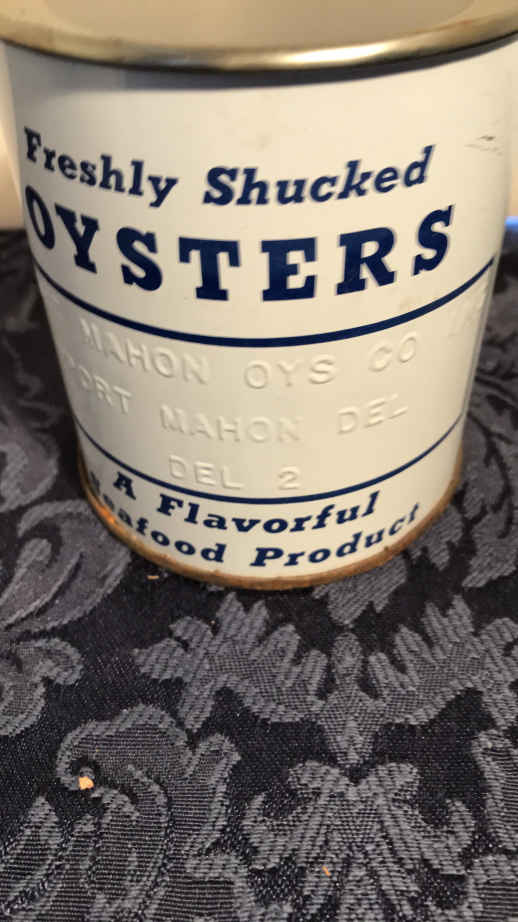 Freshly Shucked
OYSTERS
MAHON OYS CO
PORT MAHON DEL
DEL 2
A Flavorful
Seafood Product